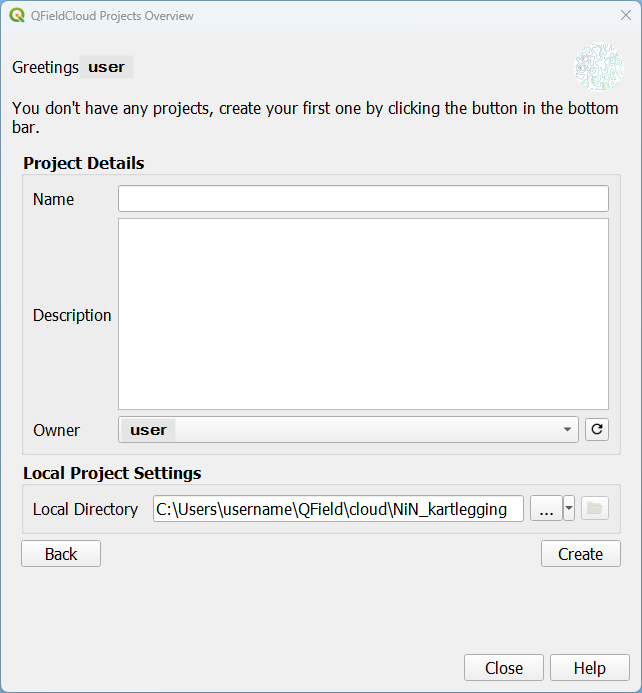 QFieldCloud Projects Overview
Greetings user
You don't have any projects, create your first one by clicking the button in the bottom
bar.
Project Details
Name
Description
Owner user
Local Project Settings
Local Directory C:\Users\username\QField\cloud\NiN_kartlegging ...
Back Create
Close Help